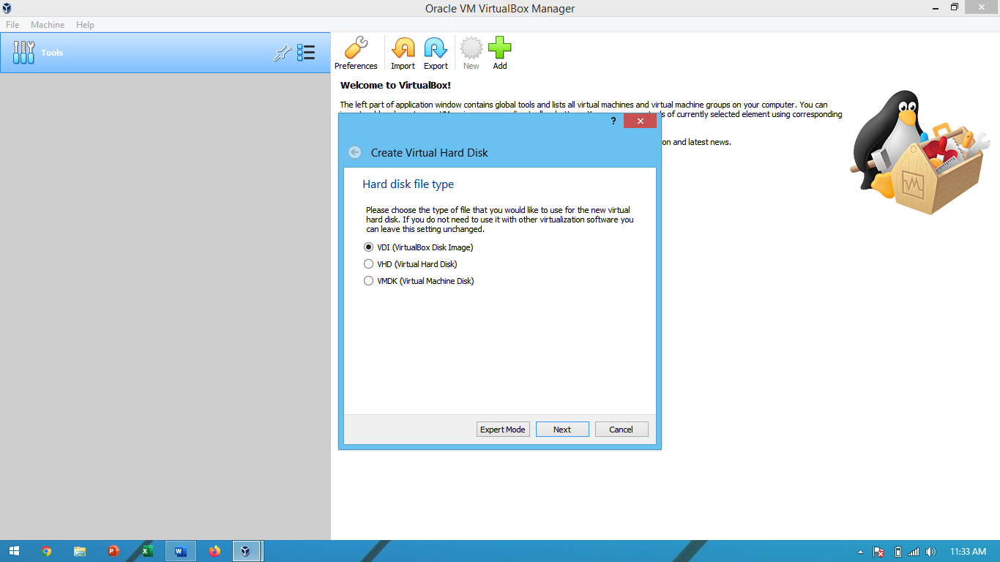 Oracle VM VirtualBox Manager
File Machine Help
Tools
Preferences Import Export New Add
Welcome to VirtualBox!
The left part of application window contains global tools and lists all virtual machines and virtual machine groups on your computer. You can
of currently selected element using corresponding
on and latest news.
?
Create Virtual Hard Disk
Hard disk file type
Please choose the type of file that you would like to use for the new virtual
hard disk. If you do not need to use it with other virtualization software you
can leave this setting unchanged.
VDI (VirtualBox Disk Image)
VHD (Virtual Hard Disk)
VMDK (Virtual Machine Disk)
Expert Mode Next Cancel
11:33 AM